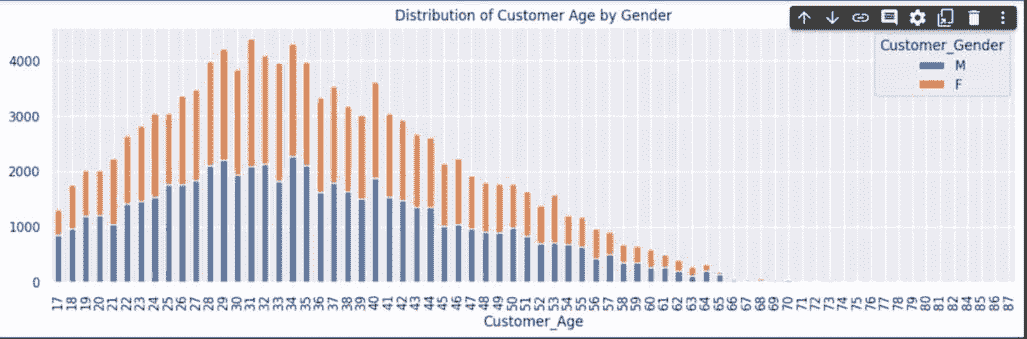 Distribution of Customer Age by Gender
Customer_Gender
M
F
4000
3000
2000
1000
0
17 18 19 20 21 22 23 24 25 26 27 28 29 30 31 32 33 34 35 36 37 38 39 40 41 42 43 44 45 46 47 48 49 50 51 52 53 54 55 56 57 58 59 60 61 62 63 64 65 66 67 68 69 70 71 72 73 74 75 76 77 78 79 80 81 82 84 85 86 87
Customer_Age